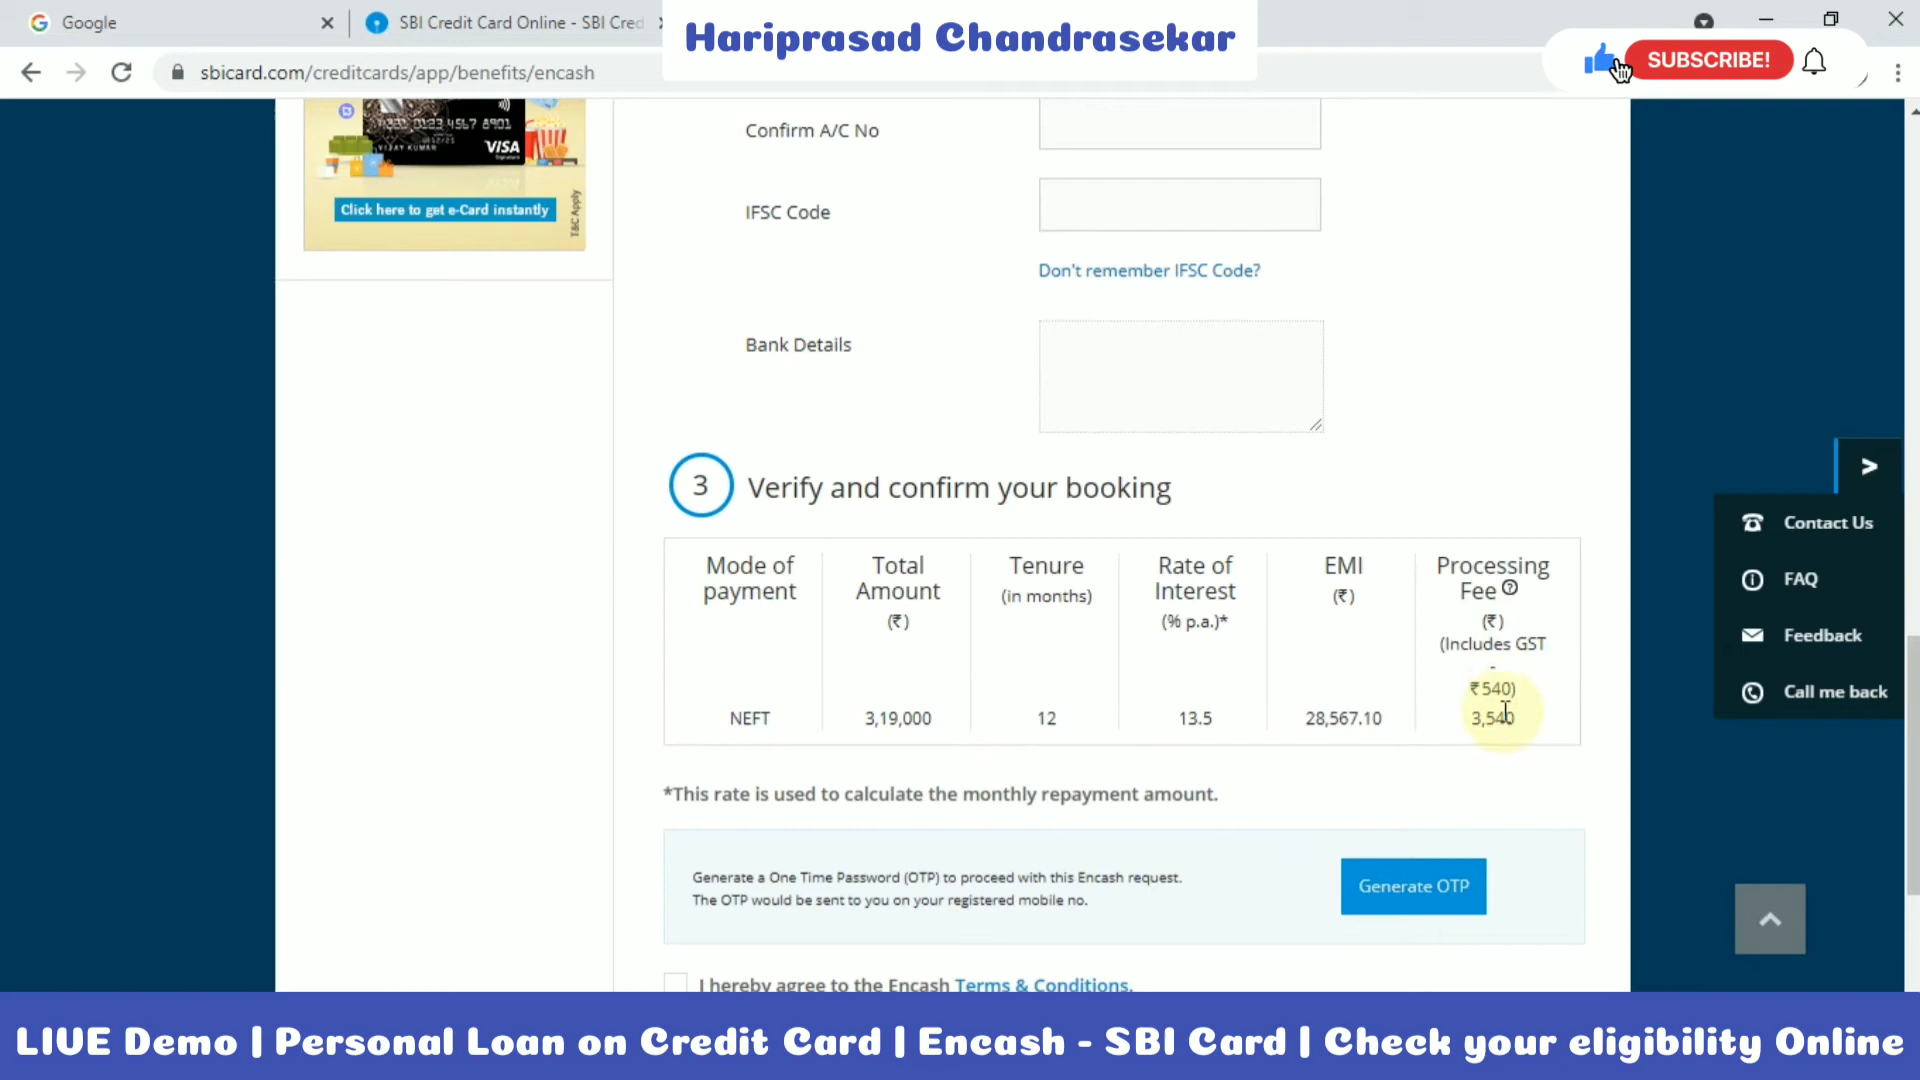 Google
SBI Credit Card Online - SBI Cred
Hariprasad Chandrasekar
SUBSCRIBE!
sbicard.com/creditcards/app/benefits/encash
VIJAY KUMAR
VISA
Signature
Click here to get e-Card instantly
T&C Apply
Confirm A/C No
IFSC Code
Don't remember IFSC Code?
Bank Details
3
Verify and confirm your booking
>
Contact Us
FAQ
Feedback
Call me back
Mode of payment
Total Amount (₹)
Tenure (in months)
Rate of Interest (% p.a.)*
EMI (₹)
Processing Fee ? (₹) (Includes GST - ₹540)
NEFT 3,19,000 12 13.5 28,567.10 3,540
*This rate is used to calculate the monthly repayment amount.
Generate a One Time Password (OTP) to proceed with this Encash request.
The OTP would be sent to you on your registered mobile no.
Generate OTP
I hereby agree to the Encash Terms & Conditions.
LIVE Demo | Personal Loan on Credit Card | Encash - SBI Card | Check your eligibility Online